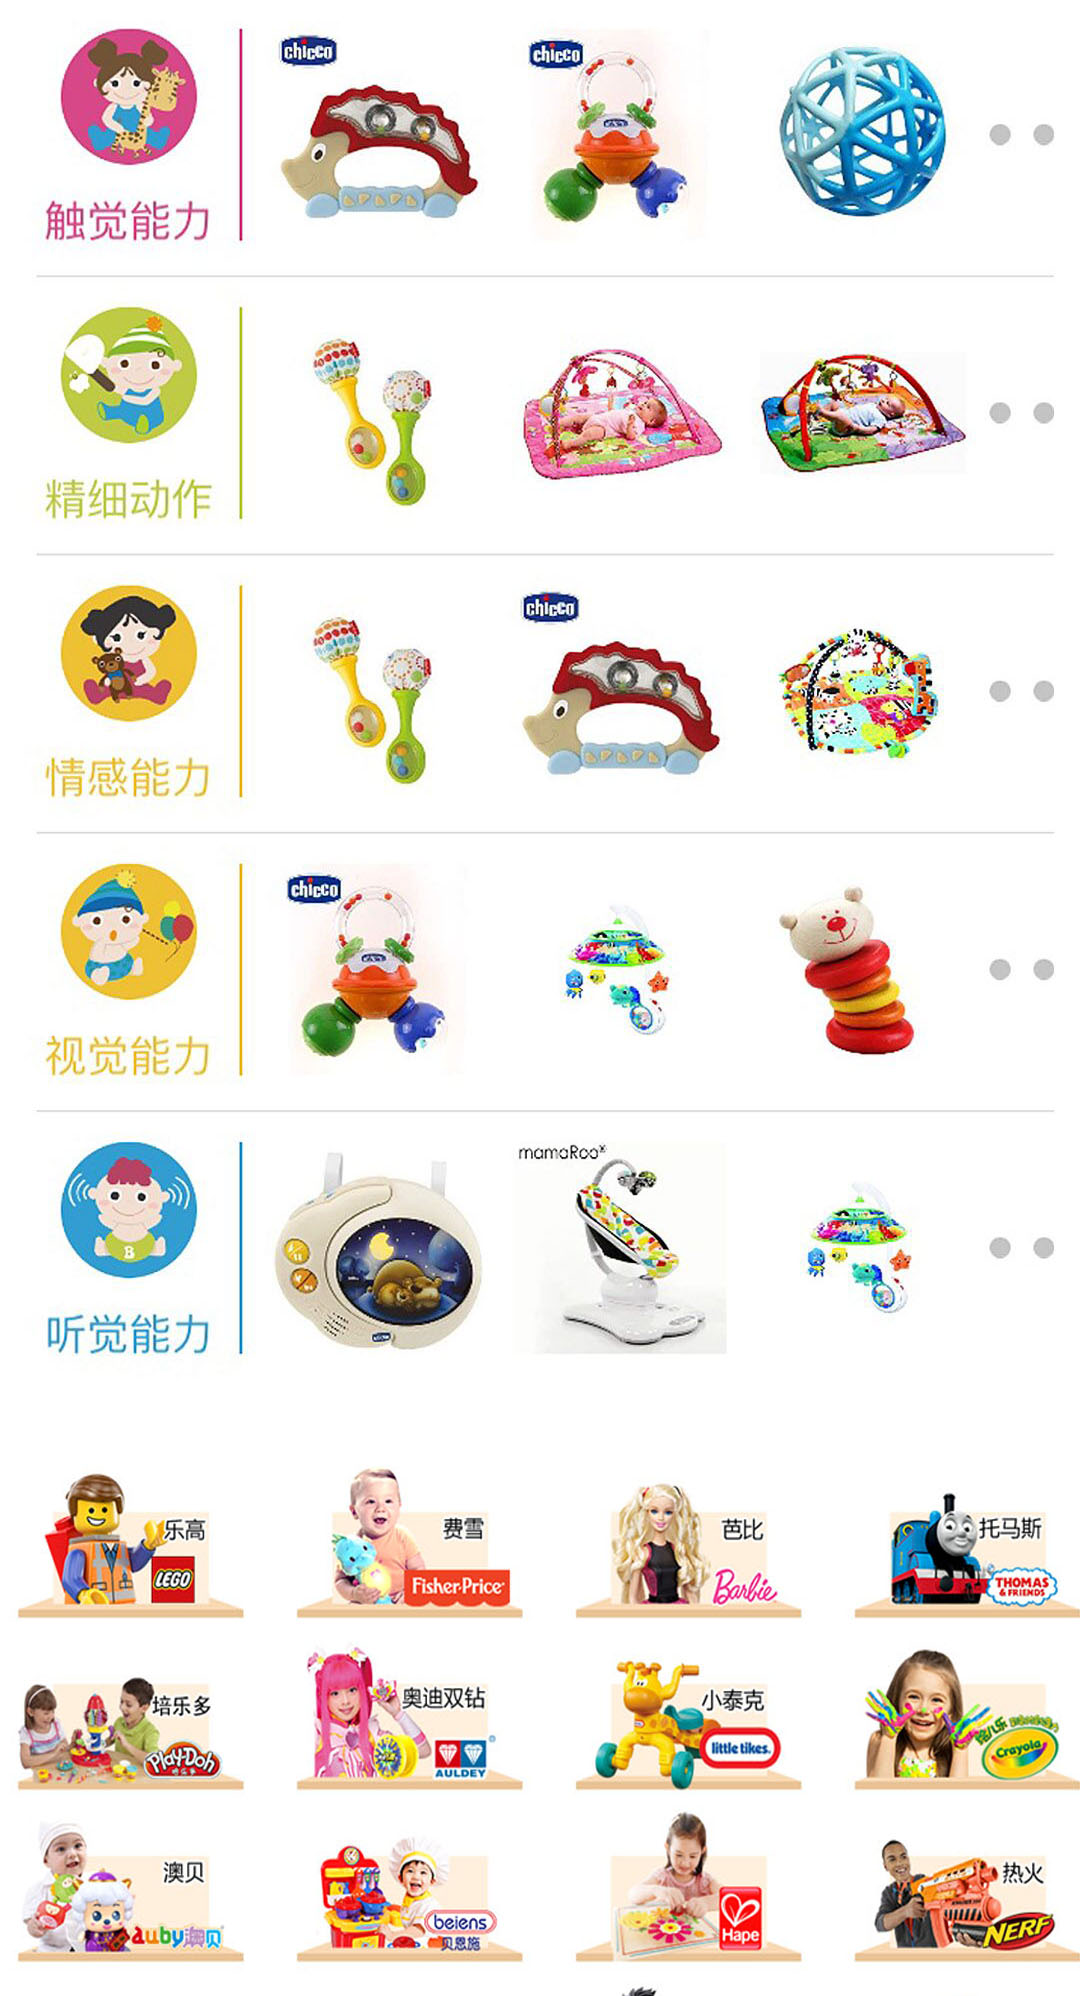 chicco
chicco
触觉能力
精细动作
chicco
情感能力
chicco
视觉能力
mamaRoo®
B
chicco
听觉能力
乐高
LEGO
费雪
Fisher-Price®
芭比
Barbie
托马斯
THOMAS
& FRIENDS
培乐多
Play-Doh
培乐多
奥迪双钻
®
AULDEY
小泰克
little tikes.
Crayola
澳贝
auby澳贝
beiens
贝恩施
Hape
热火
NERF